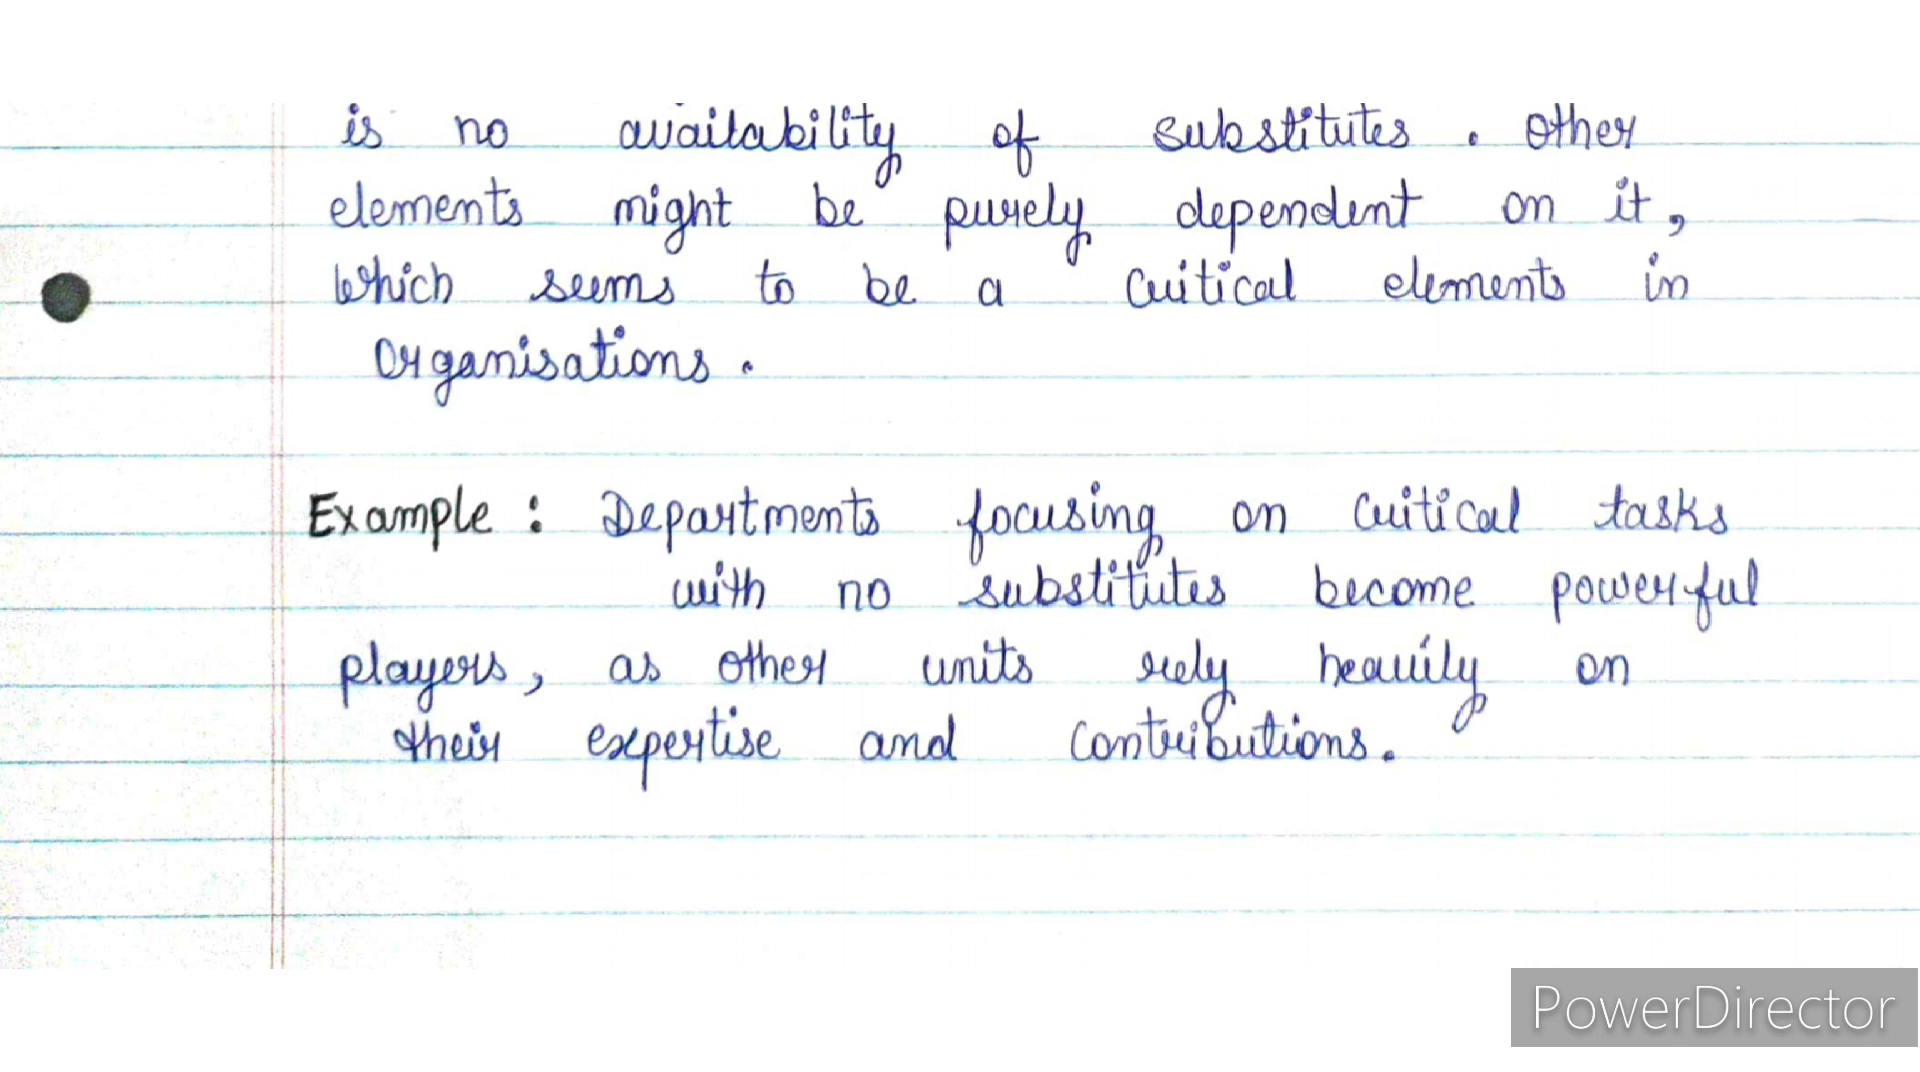 is no availability of substitutes. Other
elements might be purely dependent on it,
which seems to be a critical elements in
organisations.
Example: Departments focusing on critical tasks
with no substitutes become powerful
players, as other units rely heavily on
their expertise and contributions.
PowerDirector